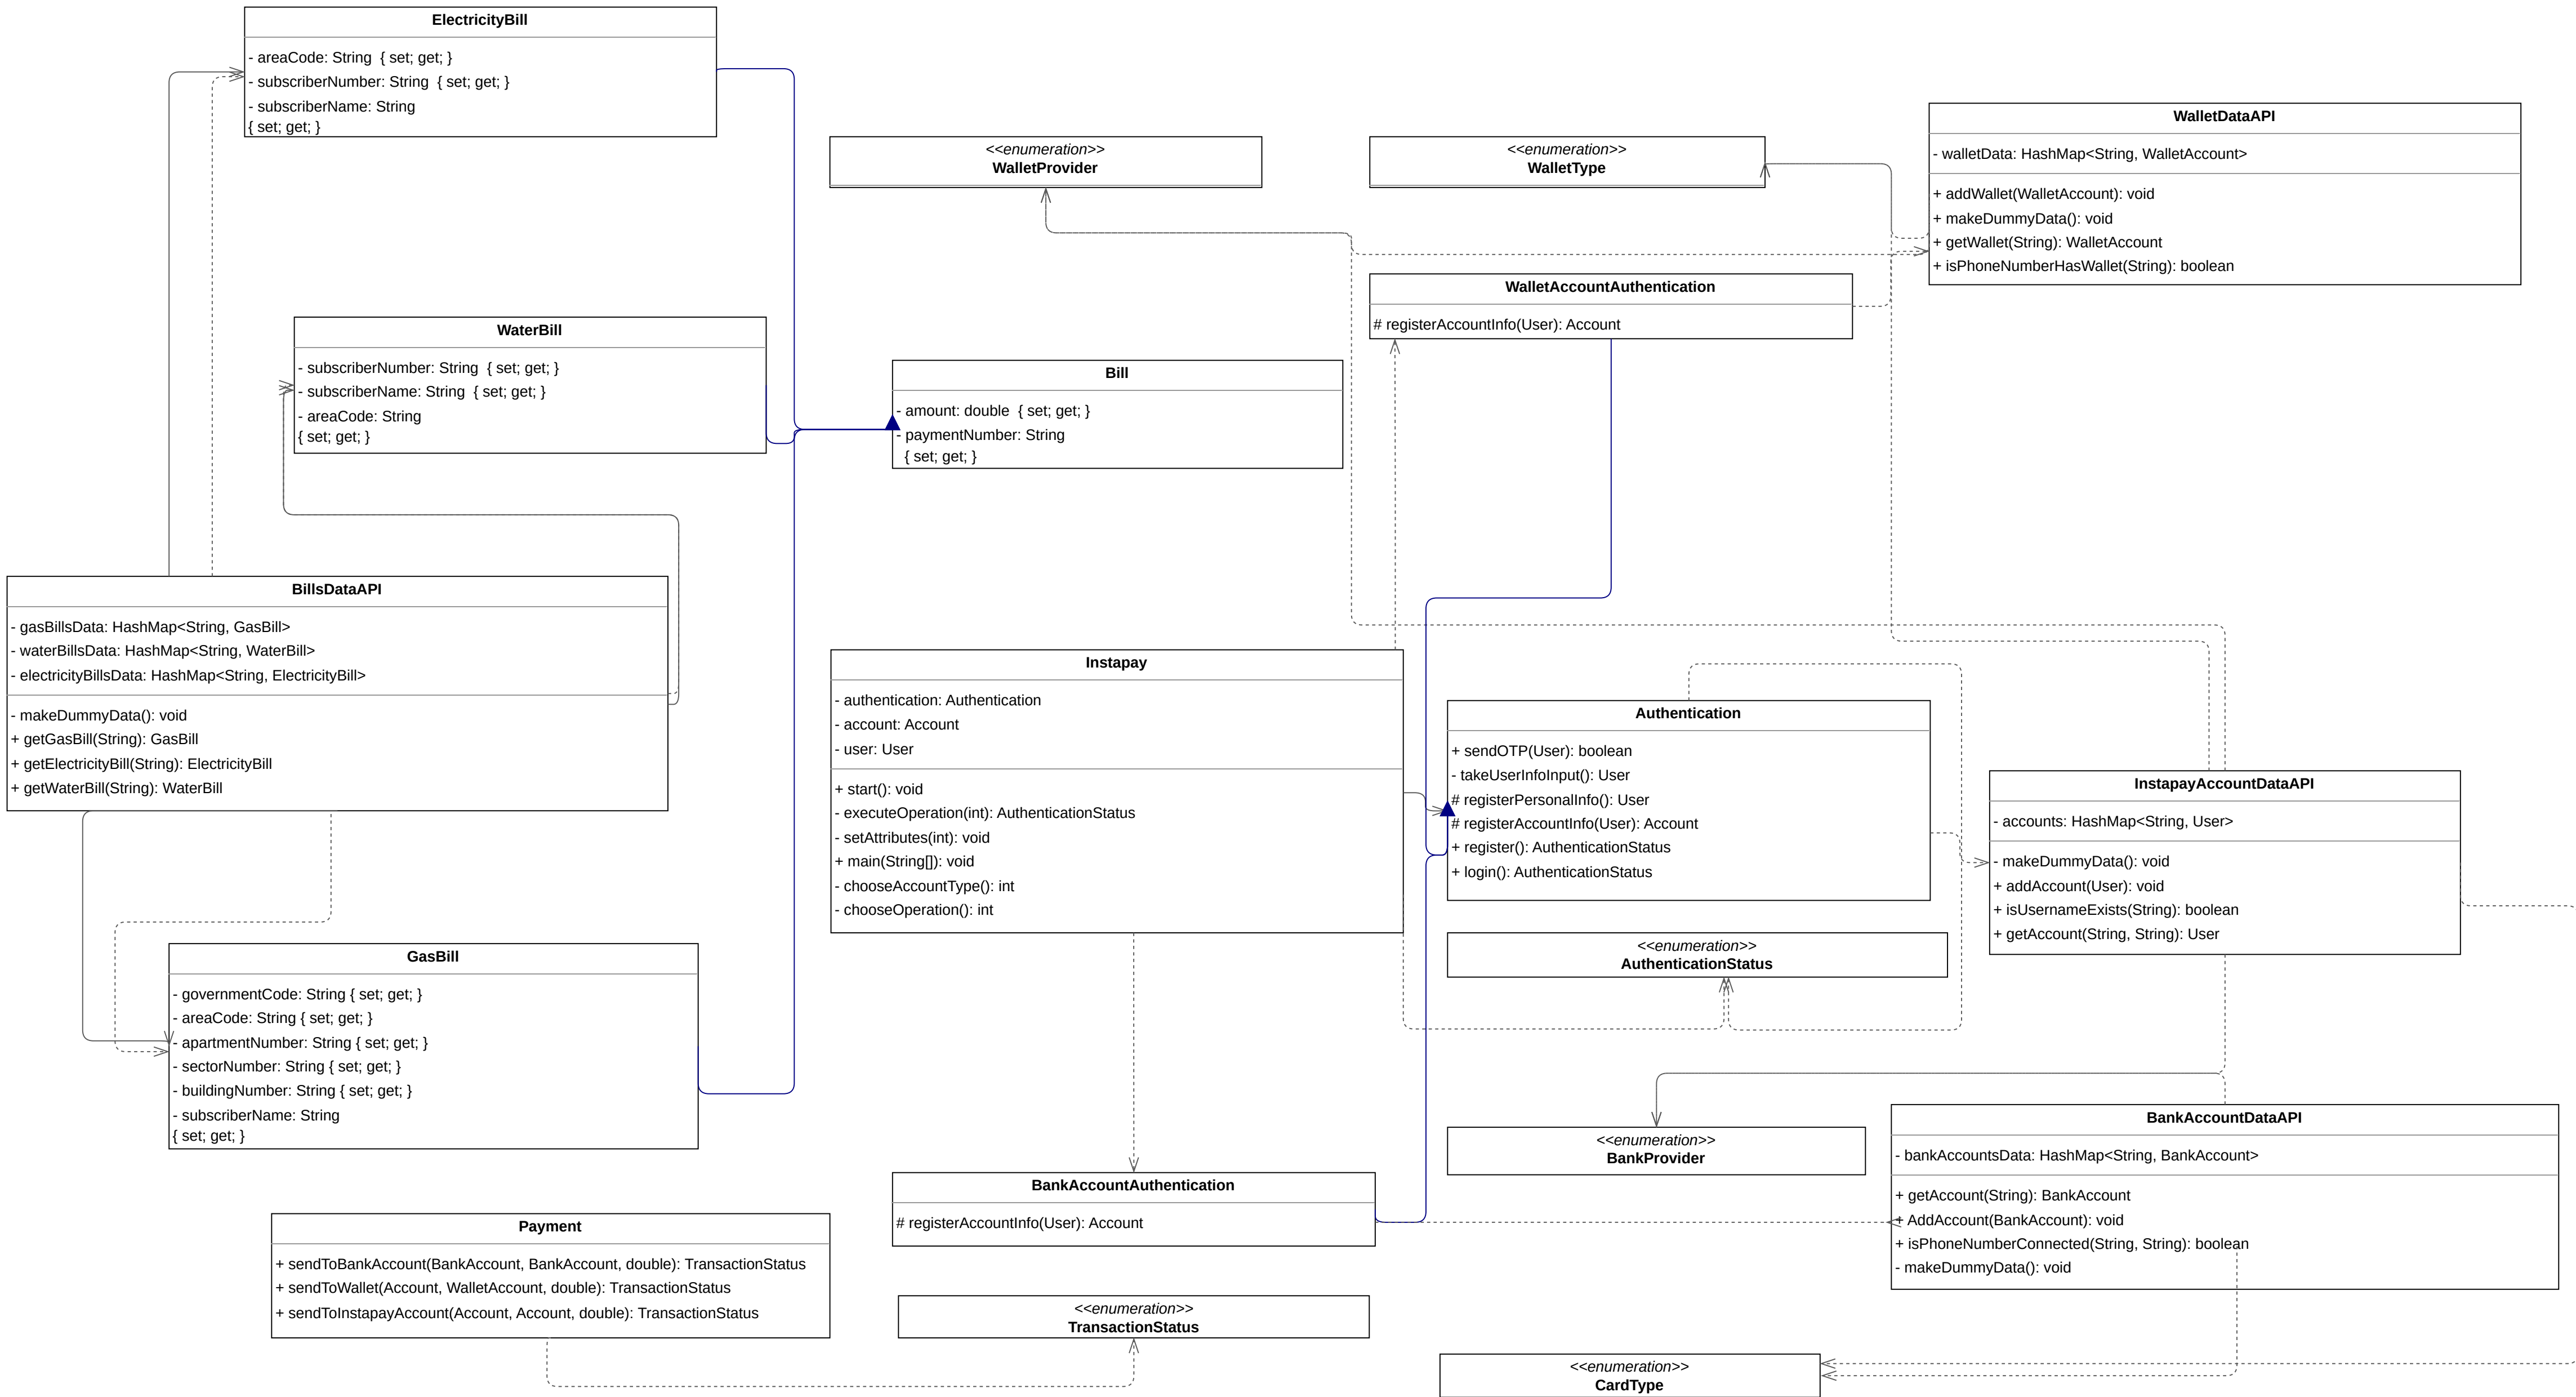 ElectricityBill
- areaCode: String  { set; get; }
- subscriberNumber: String  { set; get; }
- subscriberName: String
{ set; get; }
<<enumeration>>
WalletProvider
<<enumeration>>
WalletType
WalletDataAPI
- walletData: HashMap<String, WalletAccount>
+ addWallet(WalletAccount): void
+ makeDummyData(): void
+ getWallet(String): WalletAccount
+ isPhoneNumberHasWallet(String): boolean
WalletAccountAuthentication
# registerAccountInfo(User): Account
WaterBill
- subscriberNumber: String  { set; get; }
- subscriberName: String  { set; get; }
- areaCode: String
{ set; get; }
Bill
- amount: double  { set; get; }
- paymentNumber: String
{ set; get; }
BillsDataAPI
- gasBillsData: HashMap<String, GasBill>
- waterBillsData: HashMap<String, WaterBill>
- electricityBillsData: HashMap<String, ElectricityBill>
- makeDummyData(): void
+ getGasBill(String): GasBill
+ getElectricityBill(String): ElectricityBill
+ getWaterBill(String): WaterBill
Instapay
- authentication: Authentication
- account: Account
- user: User
+ start(): void
- executeOperation(int): AuthenticationStatus
- setAttributes(int): void
+ main(String[]): void
- chooseAccountType(): int
- chooseOperation(): int
Authentication
+ sendOTP(User): boolean
- takeUserInfoInput(): User
# registerPersonalInfo(): User
# registerAccountInfo(User): Account
+ register(): AuthenticationStatus
+ login(): AuthenticationStatus
InstapayAccountDataAPI
- accounts: HashMap<String, User>
- makeDummyData(): void
+ addAccount(User): void
+ isUsernameExists(String): boolean
+ getAccount(String, String): User
<<enumeration>>
AuthenticationStatus
GasBill
- governmentCode: String { set; get; }
- areaCode: String { set; get; }
- apartmentNumber: String { set; get; }
- sectorNumber: String { set; get; }
- buildingNumber: String { set; get; }
- subscriberName: String
{ set; get; }
<<enumeration>>
BankProvider
BankAccountDataAPI
- bankAccountsData: HashMap<String, BankAccount>
+ getAccount(String): BankAccount
+ AddAccount(BankAccount): void
+ isPhoneNumberConnected(String, String): boolean
- makeDummyData(): void
BankAccountAuthentication
# registerAccountInfo(User): Account
Payment
+ sendToBankAccount(BankAccount, BankAccount, double): TransactionStatus
+ sendToWallet(Account, WalletAccount, double): TransactionStatus
+ sendToInstapayAccount(Account, Account, double): TransactionStatus
<<enumeration>>
TransactionStatus
<<enumeration>>
CardType